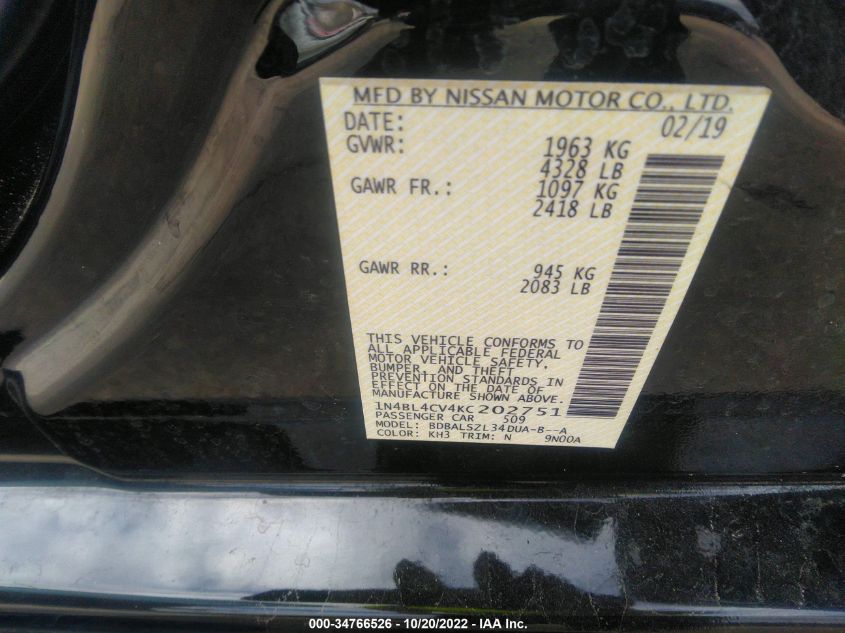 MFD BY NISSAN MOTOR CO., LTD.
DATE: 02/19
GVWR: 1963 KG
4328 LB
GAWR FR.: 1097 KG
2418 LB
GAWR RR.: 945 KG
2083 LB
THIS VEHICLE CONFORMS TO
ALL APPLICABLE FEDERAL
MOTOR VEHICLE SAFETY,
BUMPER, AND THEFT
PREVENTION STANDARDS IN
EFFECT ON THE DATE OF
MANUFACTURE SHOWN ABOVE.
1N4BL4CV4KC202751
PASSENGER CAR 509
MODEL: BDBALSZL34DUA-B--A
COLOR: KH3 TRIM: N 9N00A
000-34766526 - 10/20/2022 - IAA Inc.